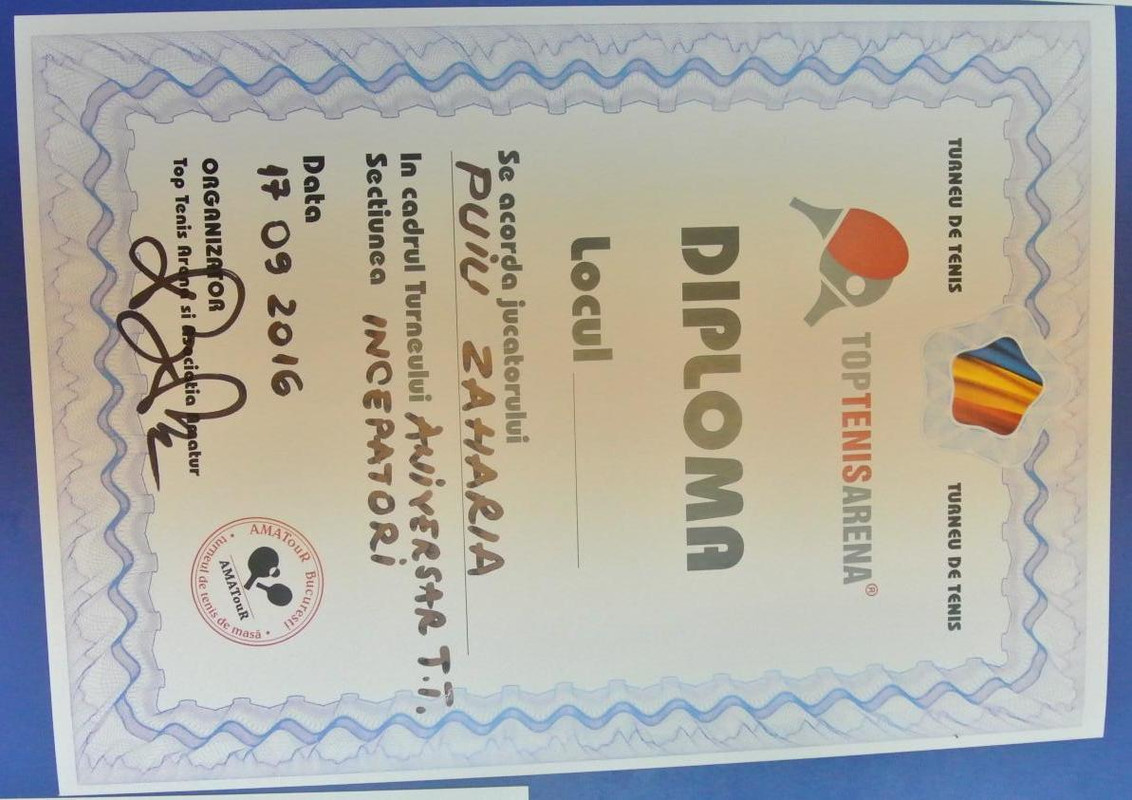 TURNEU DE TENIS TURNEU DE TENIS
TOPTENISARENA®
DIPLOMA
Locul
Se acorda jucatorului
PUIU ZAHARIA
In cadrul Turneului ANIVERSAR T.T.
Sectiunea INCEPATORI
Data
17 09 2016
ORGANIZATOR
Top Tenis Arena si Asociatia Amatur
AMATouR Bucuresti
AMATouR
• turneul de tenis de masă •